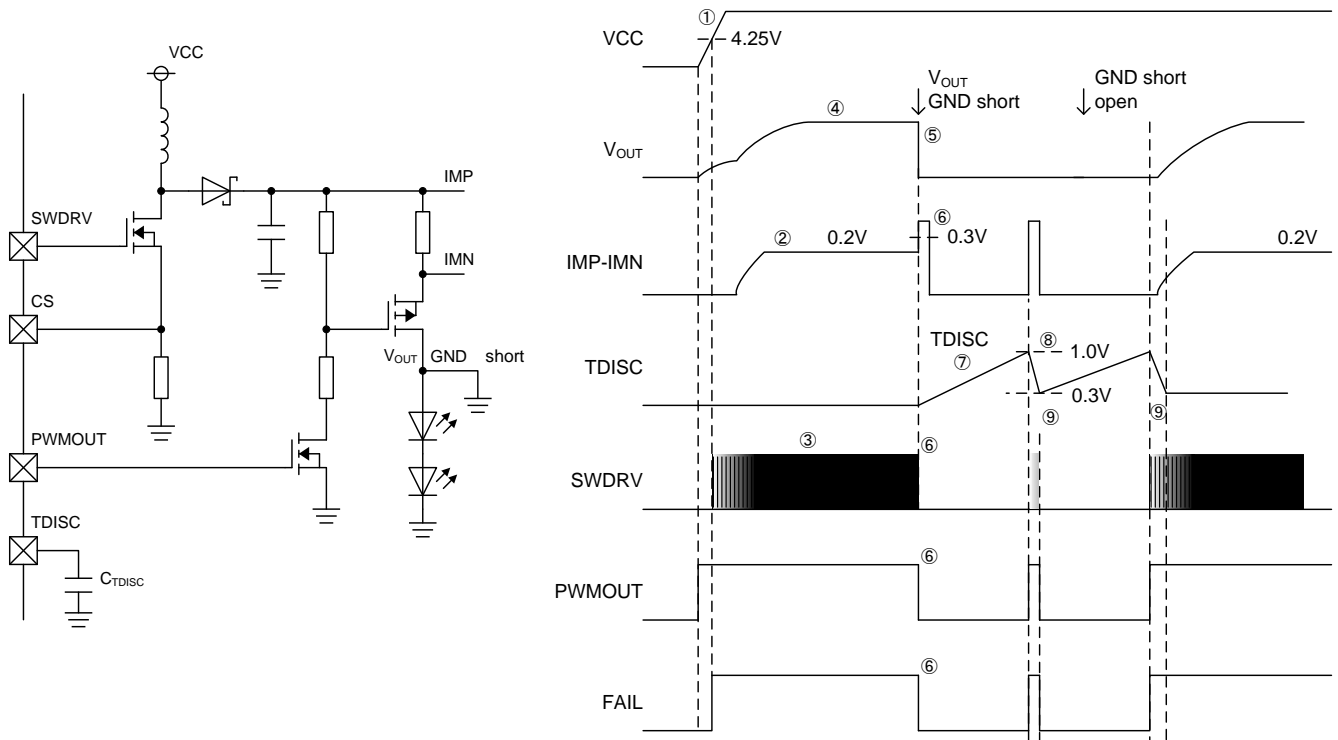 VCC
IMP
SWDRV
IMN
CS
VOUT GND short
PWMOUT
TDISC
CTDISC
VCC
①
4.25V
VOUT
GND short
GND short
open
VOUT
④
⑤
IMP-IMN
②
0.2V
⑥
0.3V
0.2V
TDISC
TDISC
⑦
⑧
1.0V
0.3V
⑨
⑨
SWDRV
③
⑥
PWMOUT
⑥
FAIL
⑥